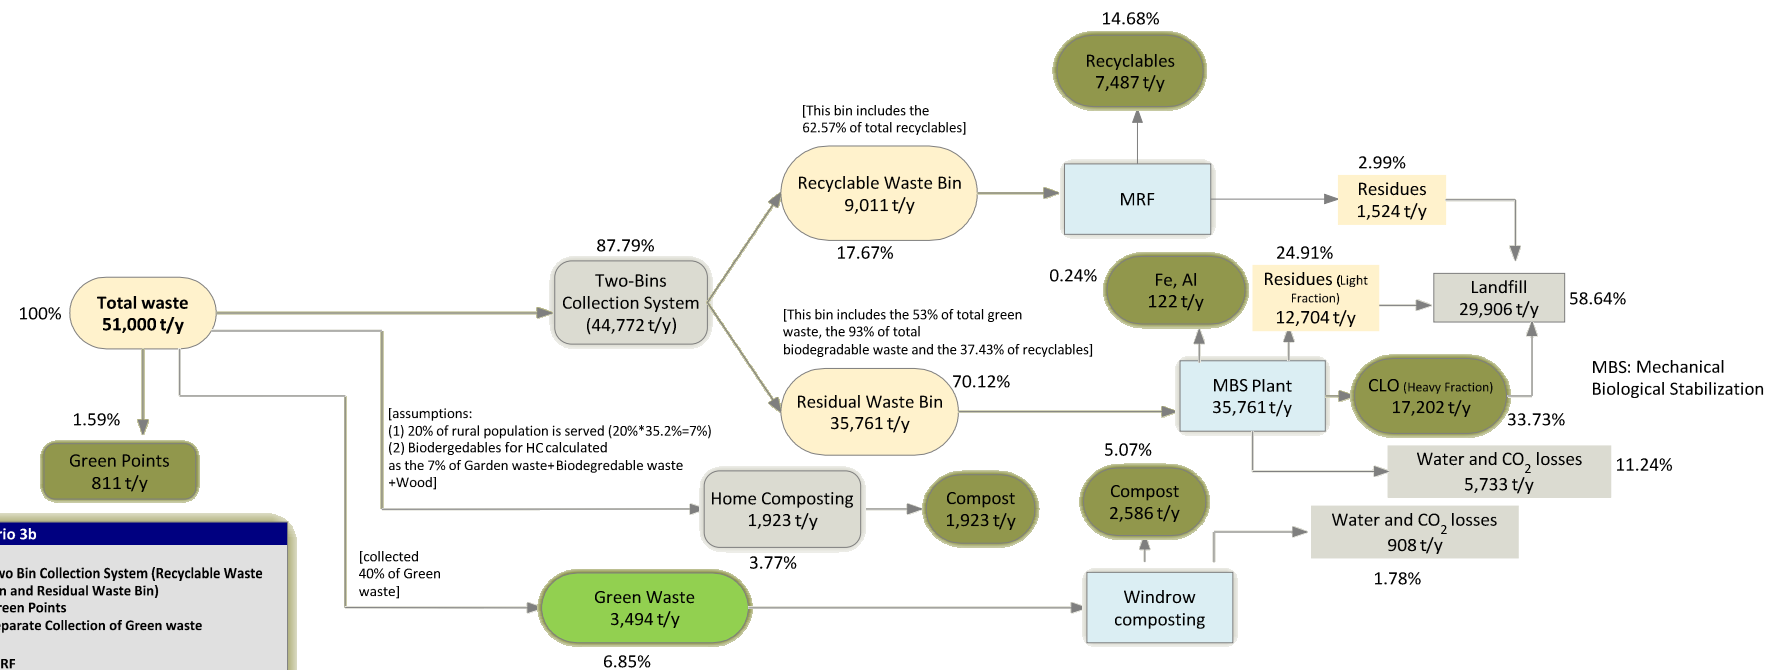 14.68%
Recyclables
7,487 t/y
[This bin includes the
62.57% of total recyclables]
Recyclable Waste Bin
9,011 t/y
17.67%
MRF
2.99%
Residues
1,524 t/y
87.79%
Two-Bins
Collection System
(44,772 t/y)
100%
Total waste
51,000 t/y
0.24%
Fe, Al
122 t/y
24.91%
Residues (Light
Fraction)
12,704 t/y
Landfill
29,906 t/y
58.64%
[This bin includes the 53% of total green
waste, the 93% of total
biodegradable waste and the 37.43% of recyclables]
70.12%
Residual Waste Bin
35,761 t/y
MBS Plant
35,761 t/y
CLO (Heavy Fraction)
17,202 t/y
33.73%
MBS: Mechanical
Biological Stabilization
1.59%
Green Points
811 t/y
[assumptions:
(1) 20% of rural population is served (20%*35.2%=7%)
(2) Biodergedables for HC calculated
as the 7% of Garden waste+Biodegredable waste
+Wood]
Water and CO2 losses
5,733 t/y
11.24%
Home Composting
1,923 t/y
3.77%
Compost
1,923 t/y
5.07%
Compost
2,586 t/y
Water and CO2 losses
908 t/y
1.78%
[collected
40% of Green
waste]
Green Waste
3,494 t/y
6.85%
Windrow
composting
rio 3b
wo Bin Collection System (Recyclable Waste
n and Residual Waste Bin)
reen Points
eparate Collection of Green waste
RF